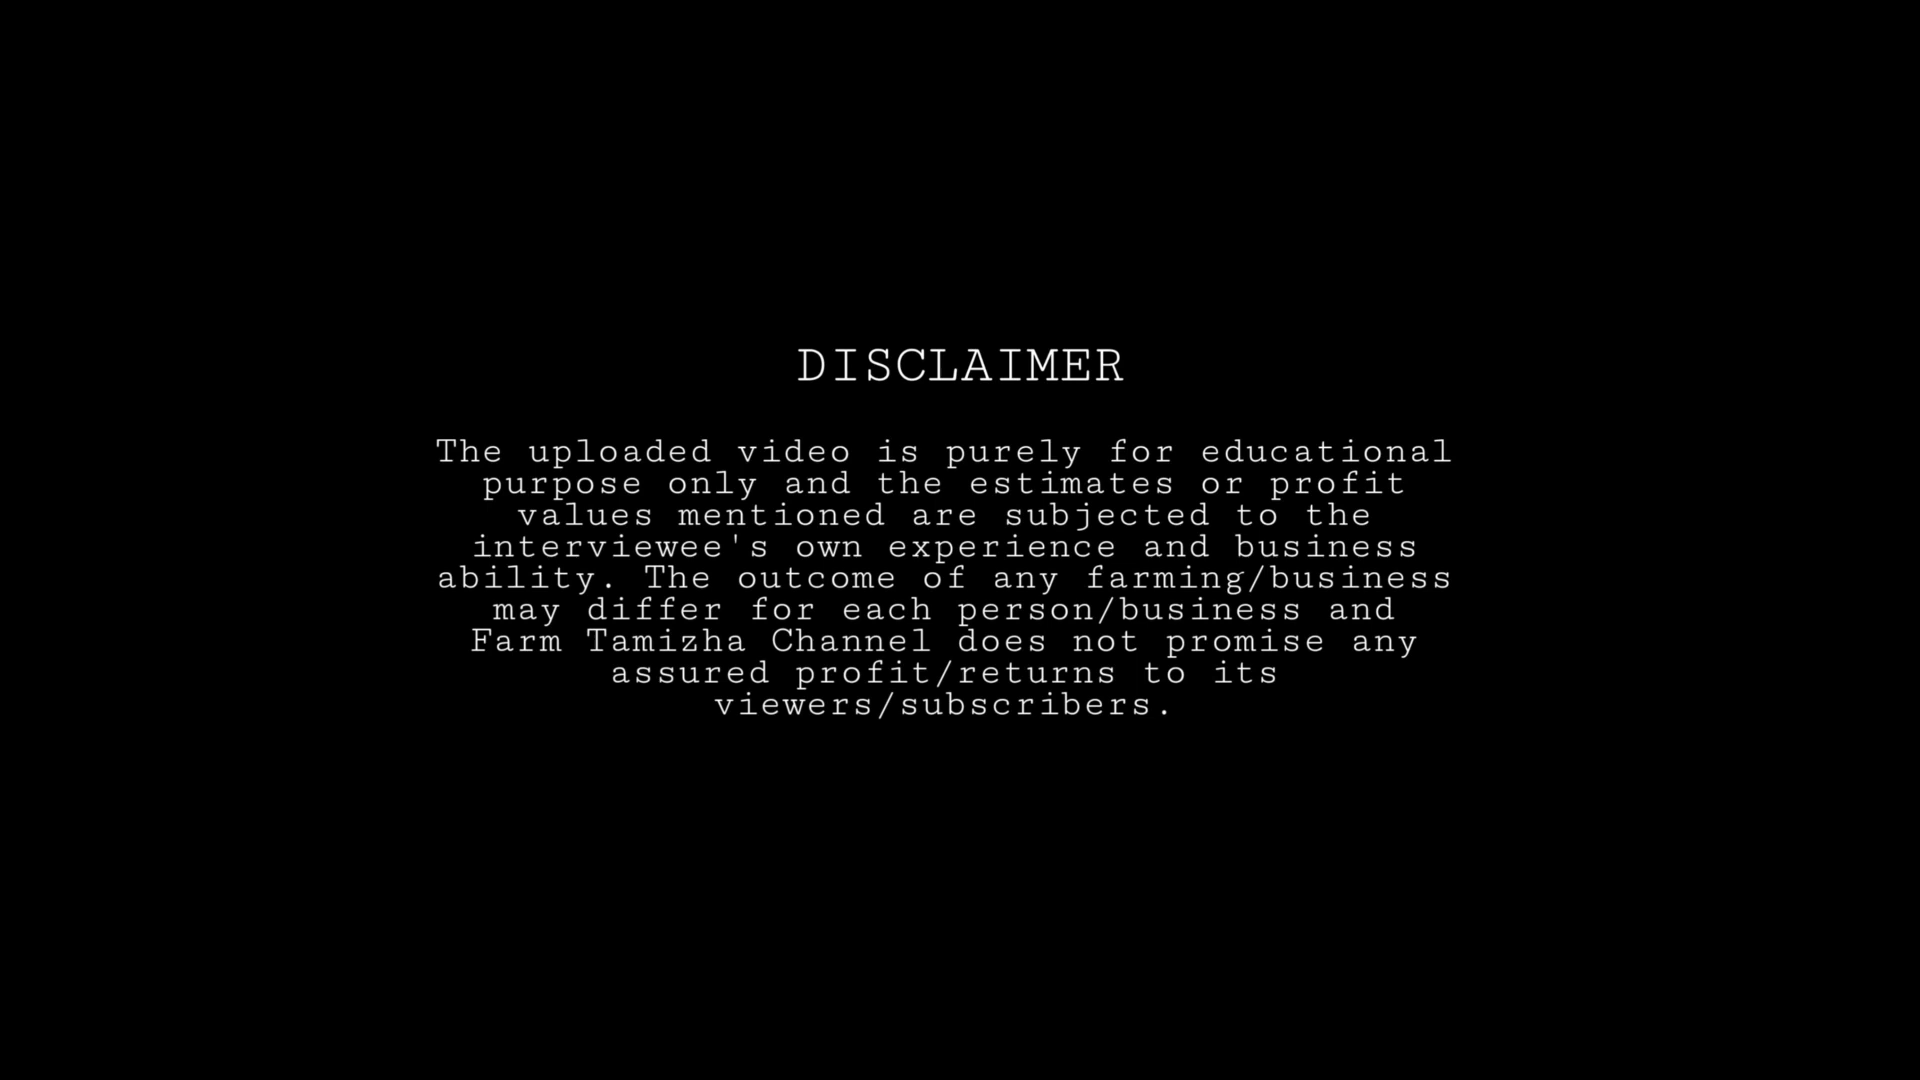 DISCLAIMER
The uploaded video is purely for educational
purpose only and the estimates or profit
values mentioned are subjected to the
interviewee's own experience and business
ability. The outcome of any farming/business
may differ for each person/business and
Farm Tamizha Channel does not promise any
assured profit/returns to its
viewers/subscribers.